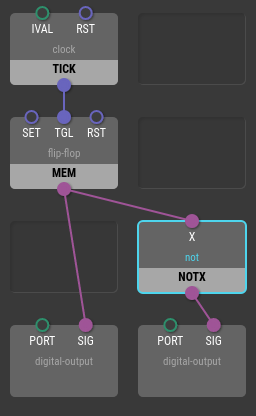 IVAL RST
clock
TICK
SET TGL RST
flip-flop
MEM
X
not
NOTX
PORT SIG
digital-output
PORT SIG
digital-output